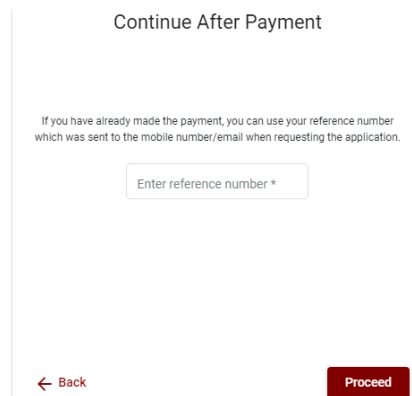 Continue After Payment
If you have already made the payment, you can use your reference number
which was sent to the mobile number/email when requesting the application.
Enter reference number *
← Back
Proceed